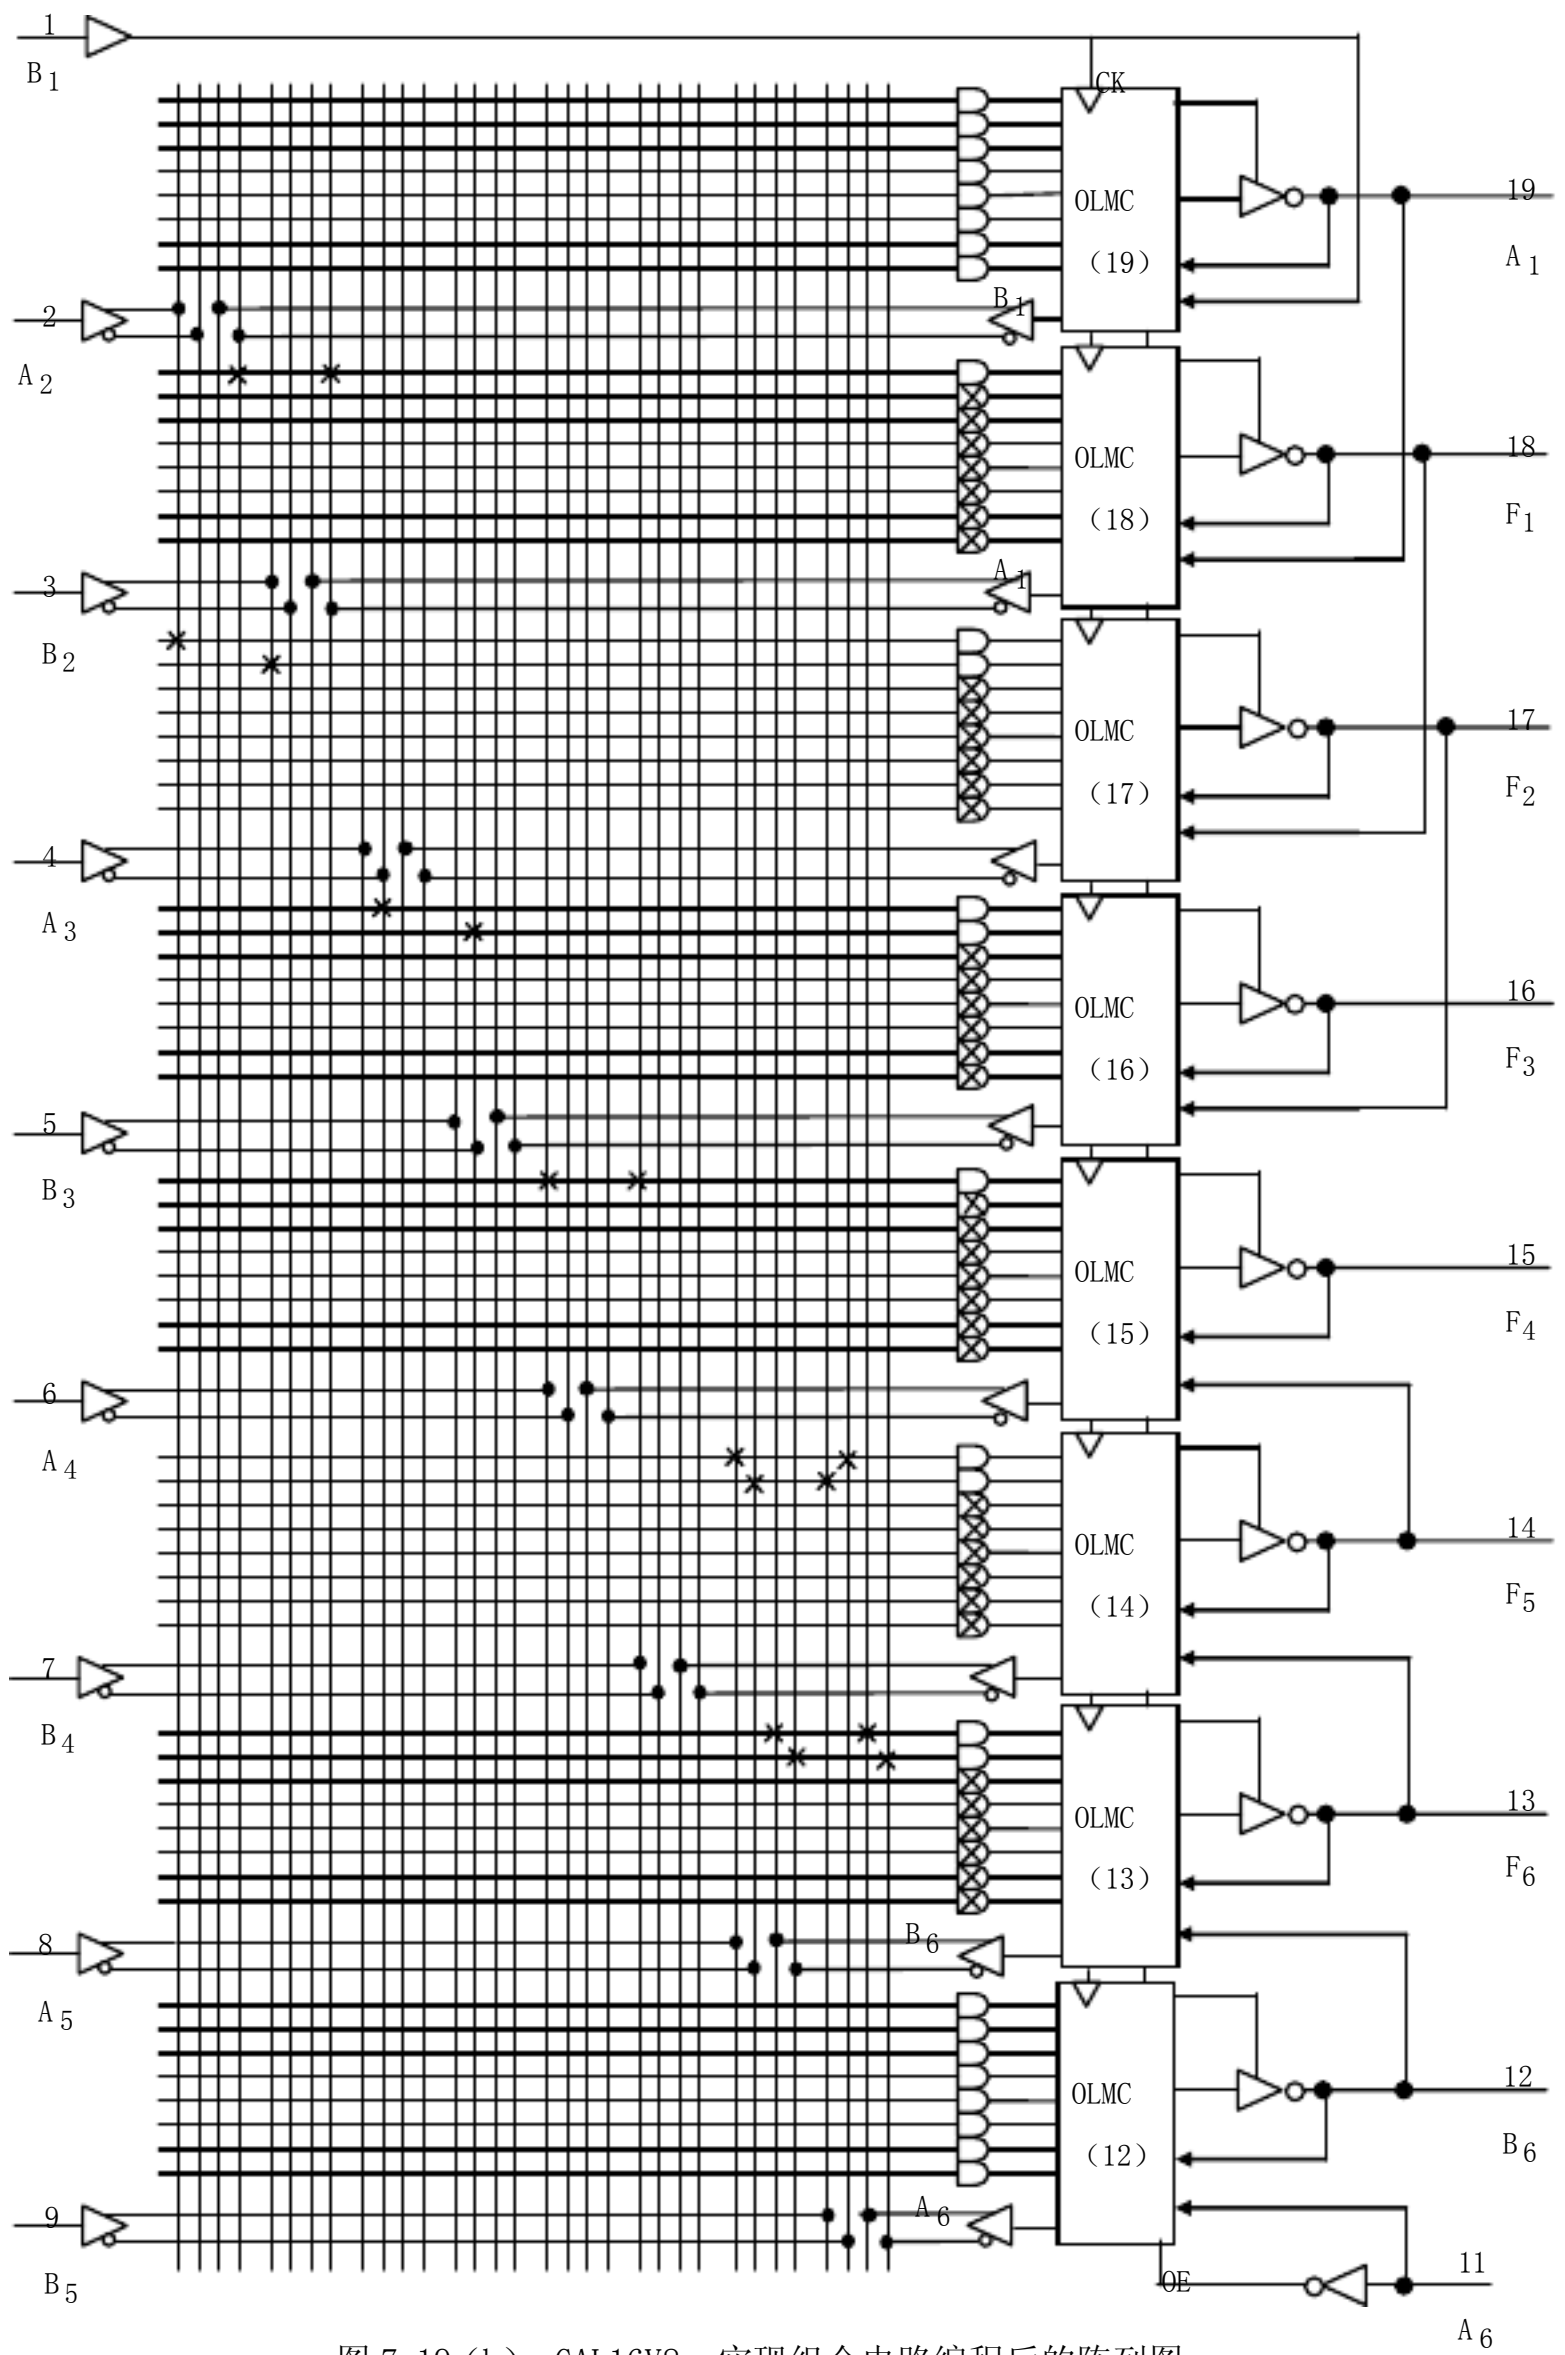 1
B1
CK
OLMC
(19)
19
A1
2
A2
B1
OLMC
(18)
18
F1
3
B2
A1
OLMC
(17)
17
F2
4
A3
OLMC
(16)
16
F3
5
B3
OLMC
(15)
15
F4
6
A4
OLMC
(14)
14
F5
7
B4
OLMC
(13)
13
F6
8
A5
B6
OLMC
(12)
12
B6
9
B5
A6
OE
11
A6